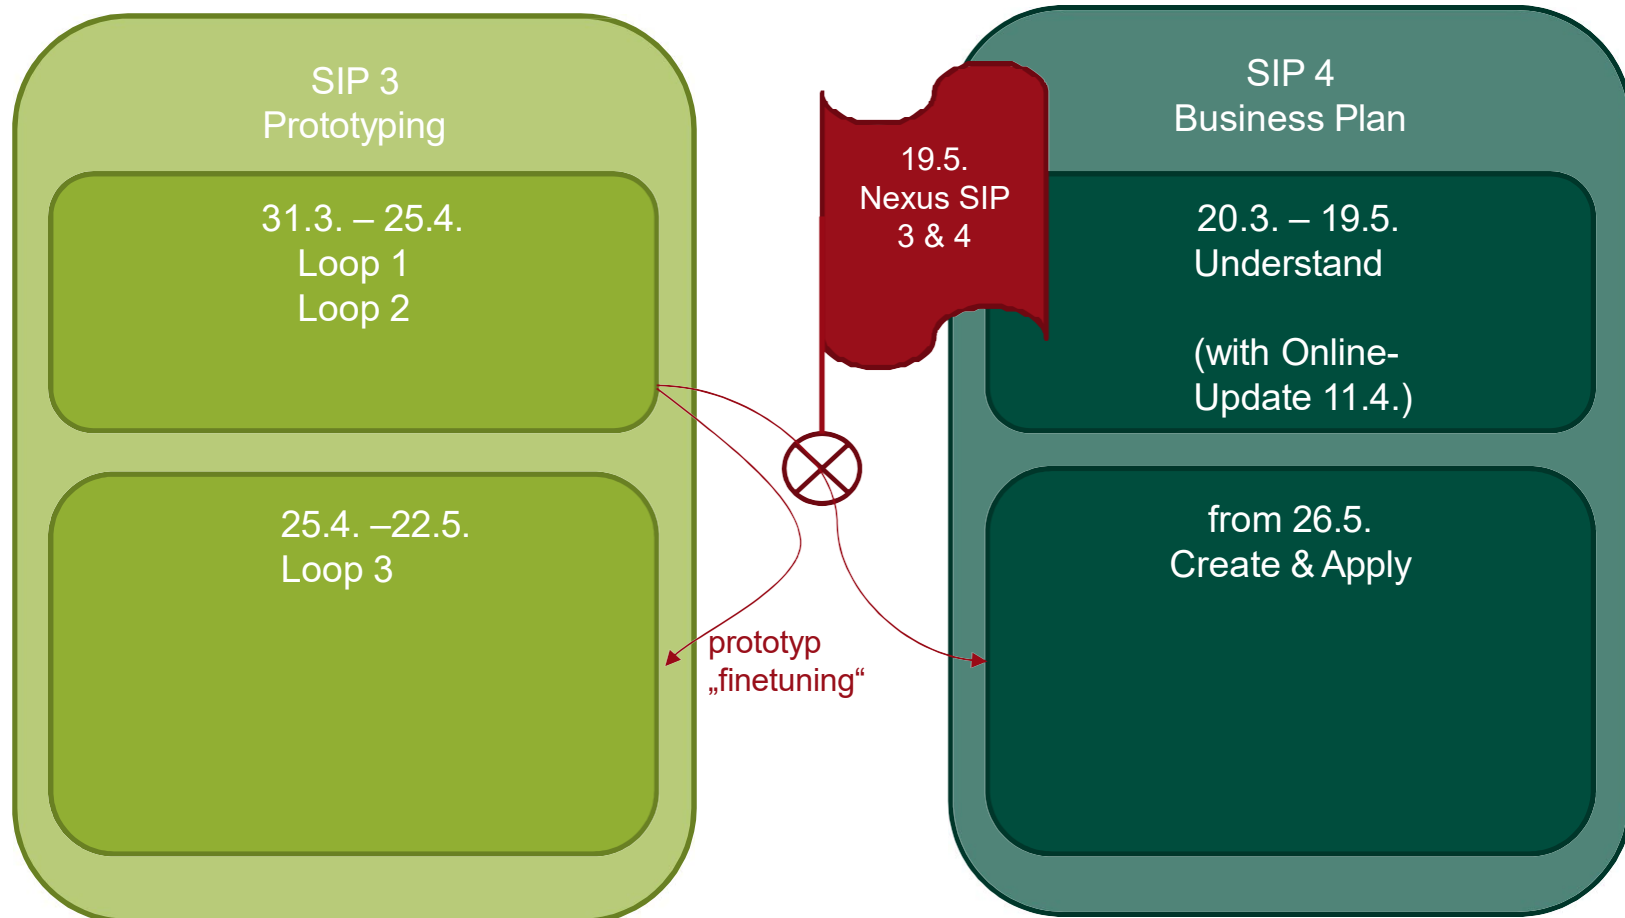 SIP 3
Prototyping
31.3. – 25.4.
Loop 1
Loop 2
25.4. –22.5.
Loop 3
19.5.
Nexus SIP
3 & 4
prototyp
„finetuning“
SIP 4
Business Plan
20.3. – 19.5.
Understand
(with Online-
Update 11.4.)
from 26.5.
Create & Apply